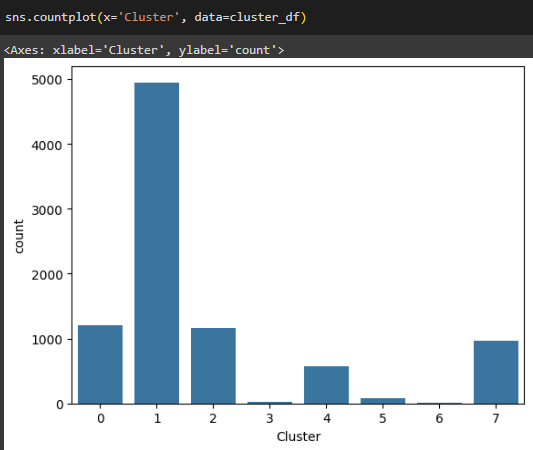 sns.countplot(x='Cluster', data=cluster_df)
<Axes: xlabel='Cluster', ylabel='count'>
5000
4000
3000
2000
1000
0
count
0 1 2 3 4 5 6 7
Cluster